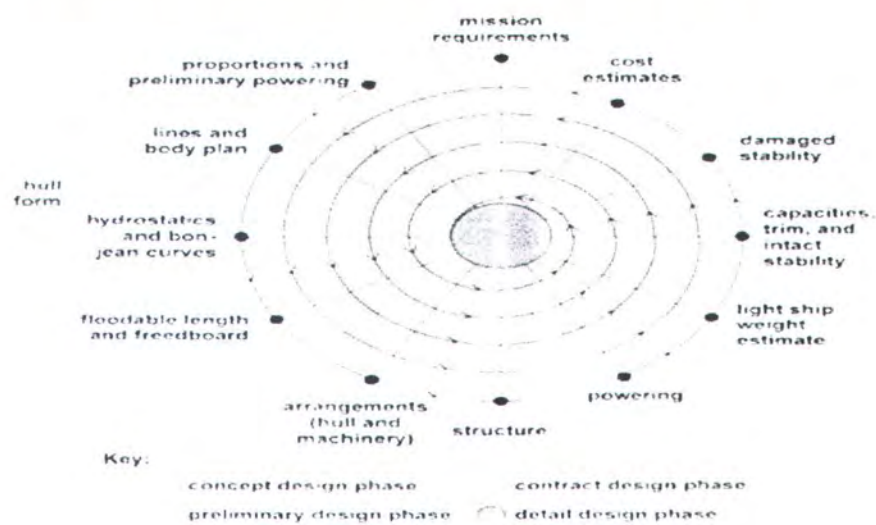 mission
requirements
cost
estimates
damaged
stability
capacities,
trim, and
intact
stability
light ship
weight
estimate
powering
structure
arrangements
(hull and
machinery)
floodable length
and freedboard
hydrostatics
and bon-
jean curves
hull
form
lines and
body plan
proportions and
preliminary powering
Key:
concept design phase
contract design phase
preliminary design phase
detail design phase